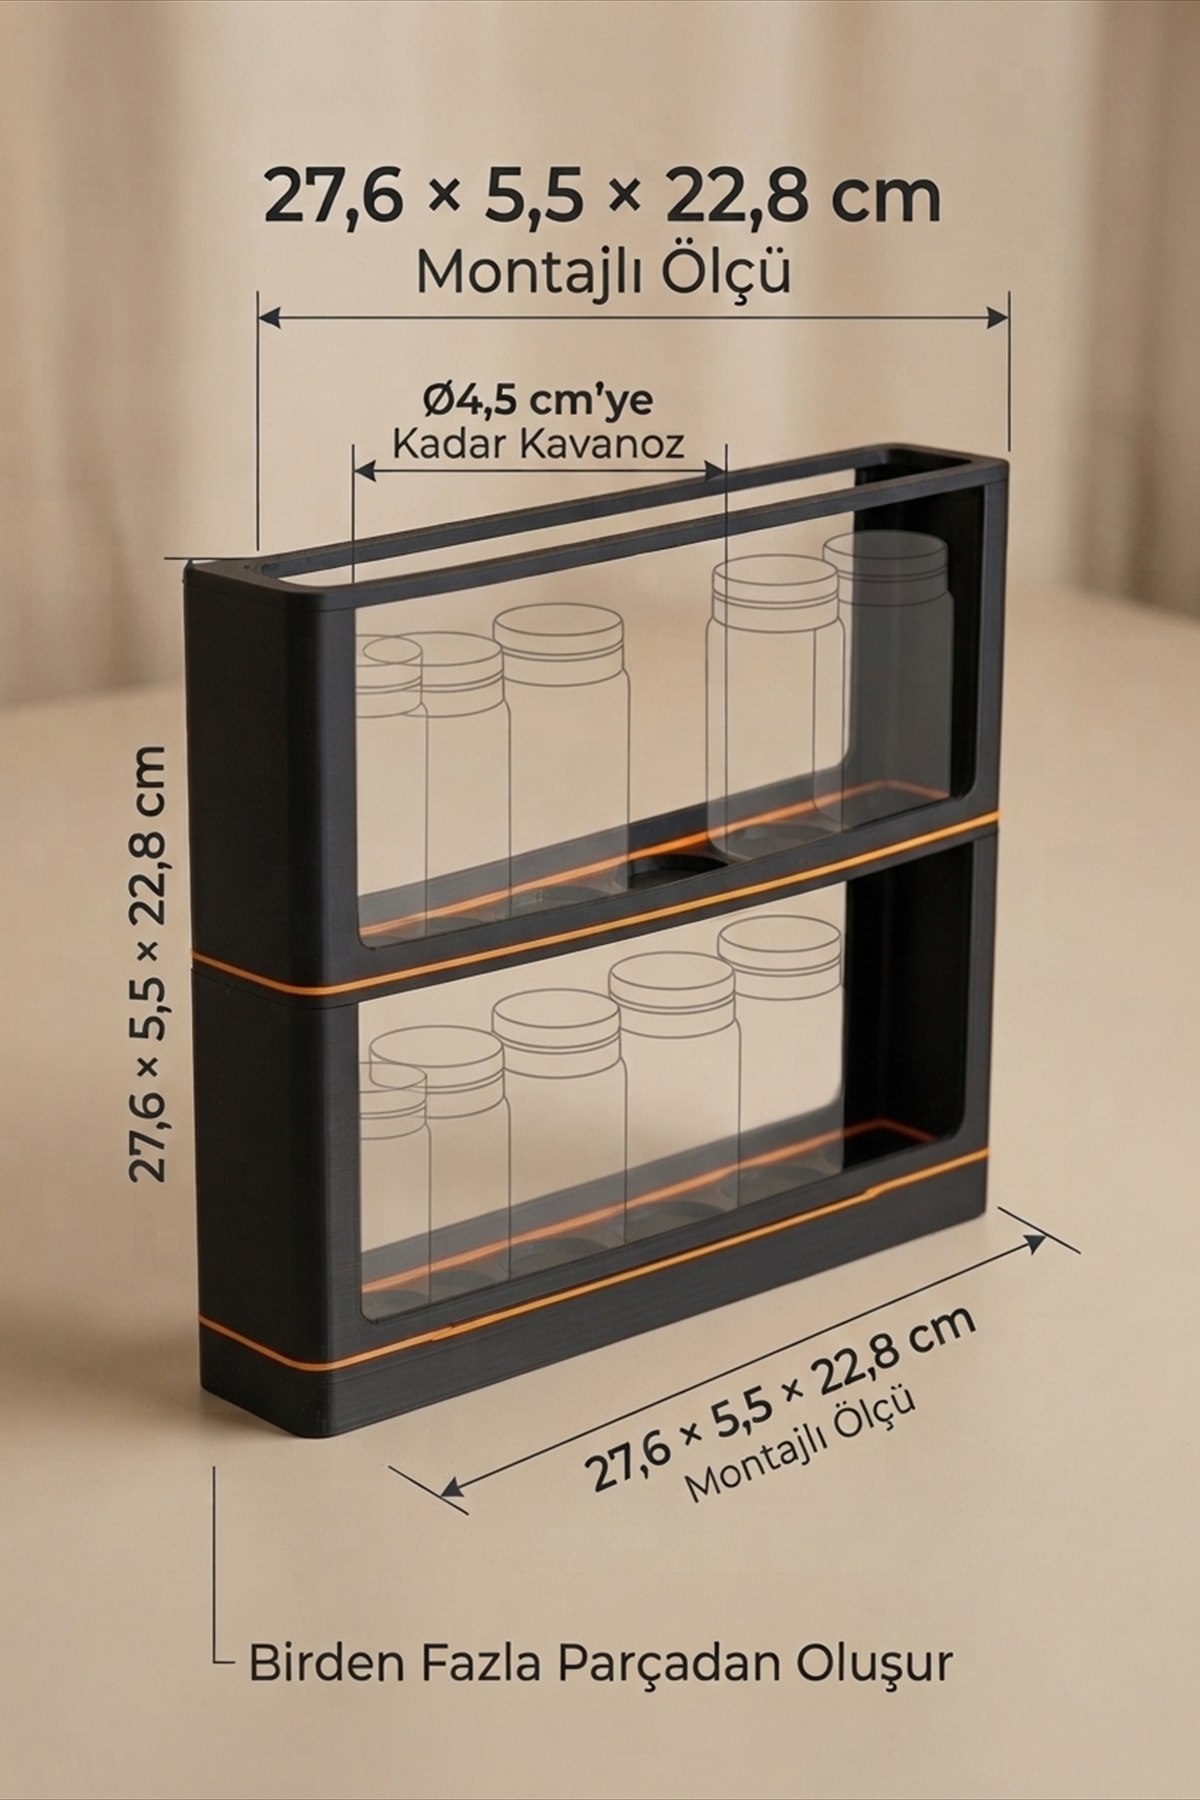 27,6 × 5,5 × 22,8 cm
Montajlı Ölçü
Ø4,5 cm'ye
Kadar Kavanoz
27,6 × 5,5 × 22,8 cm
27,6 × 5,5 × 22,8 cm
Montajlı Ölçü
Birden Fazla Parçadan Oluşur